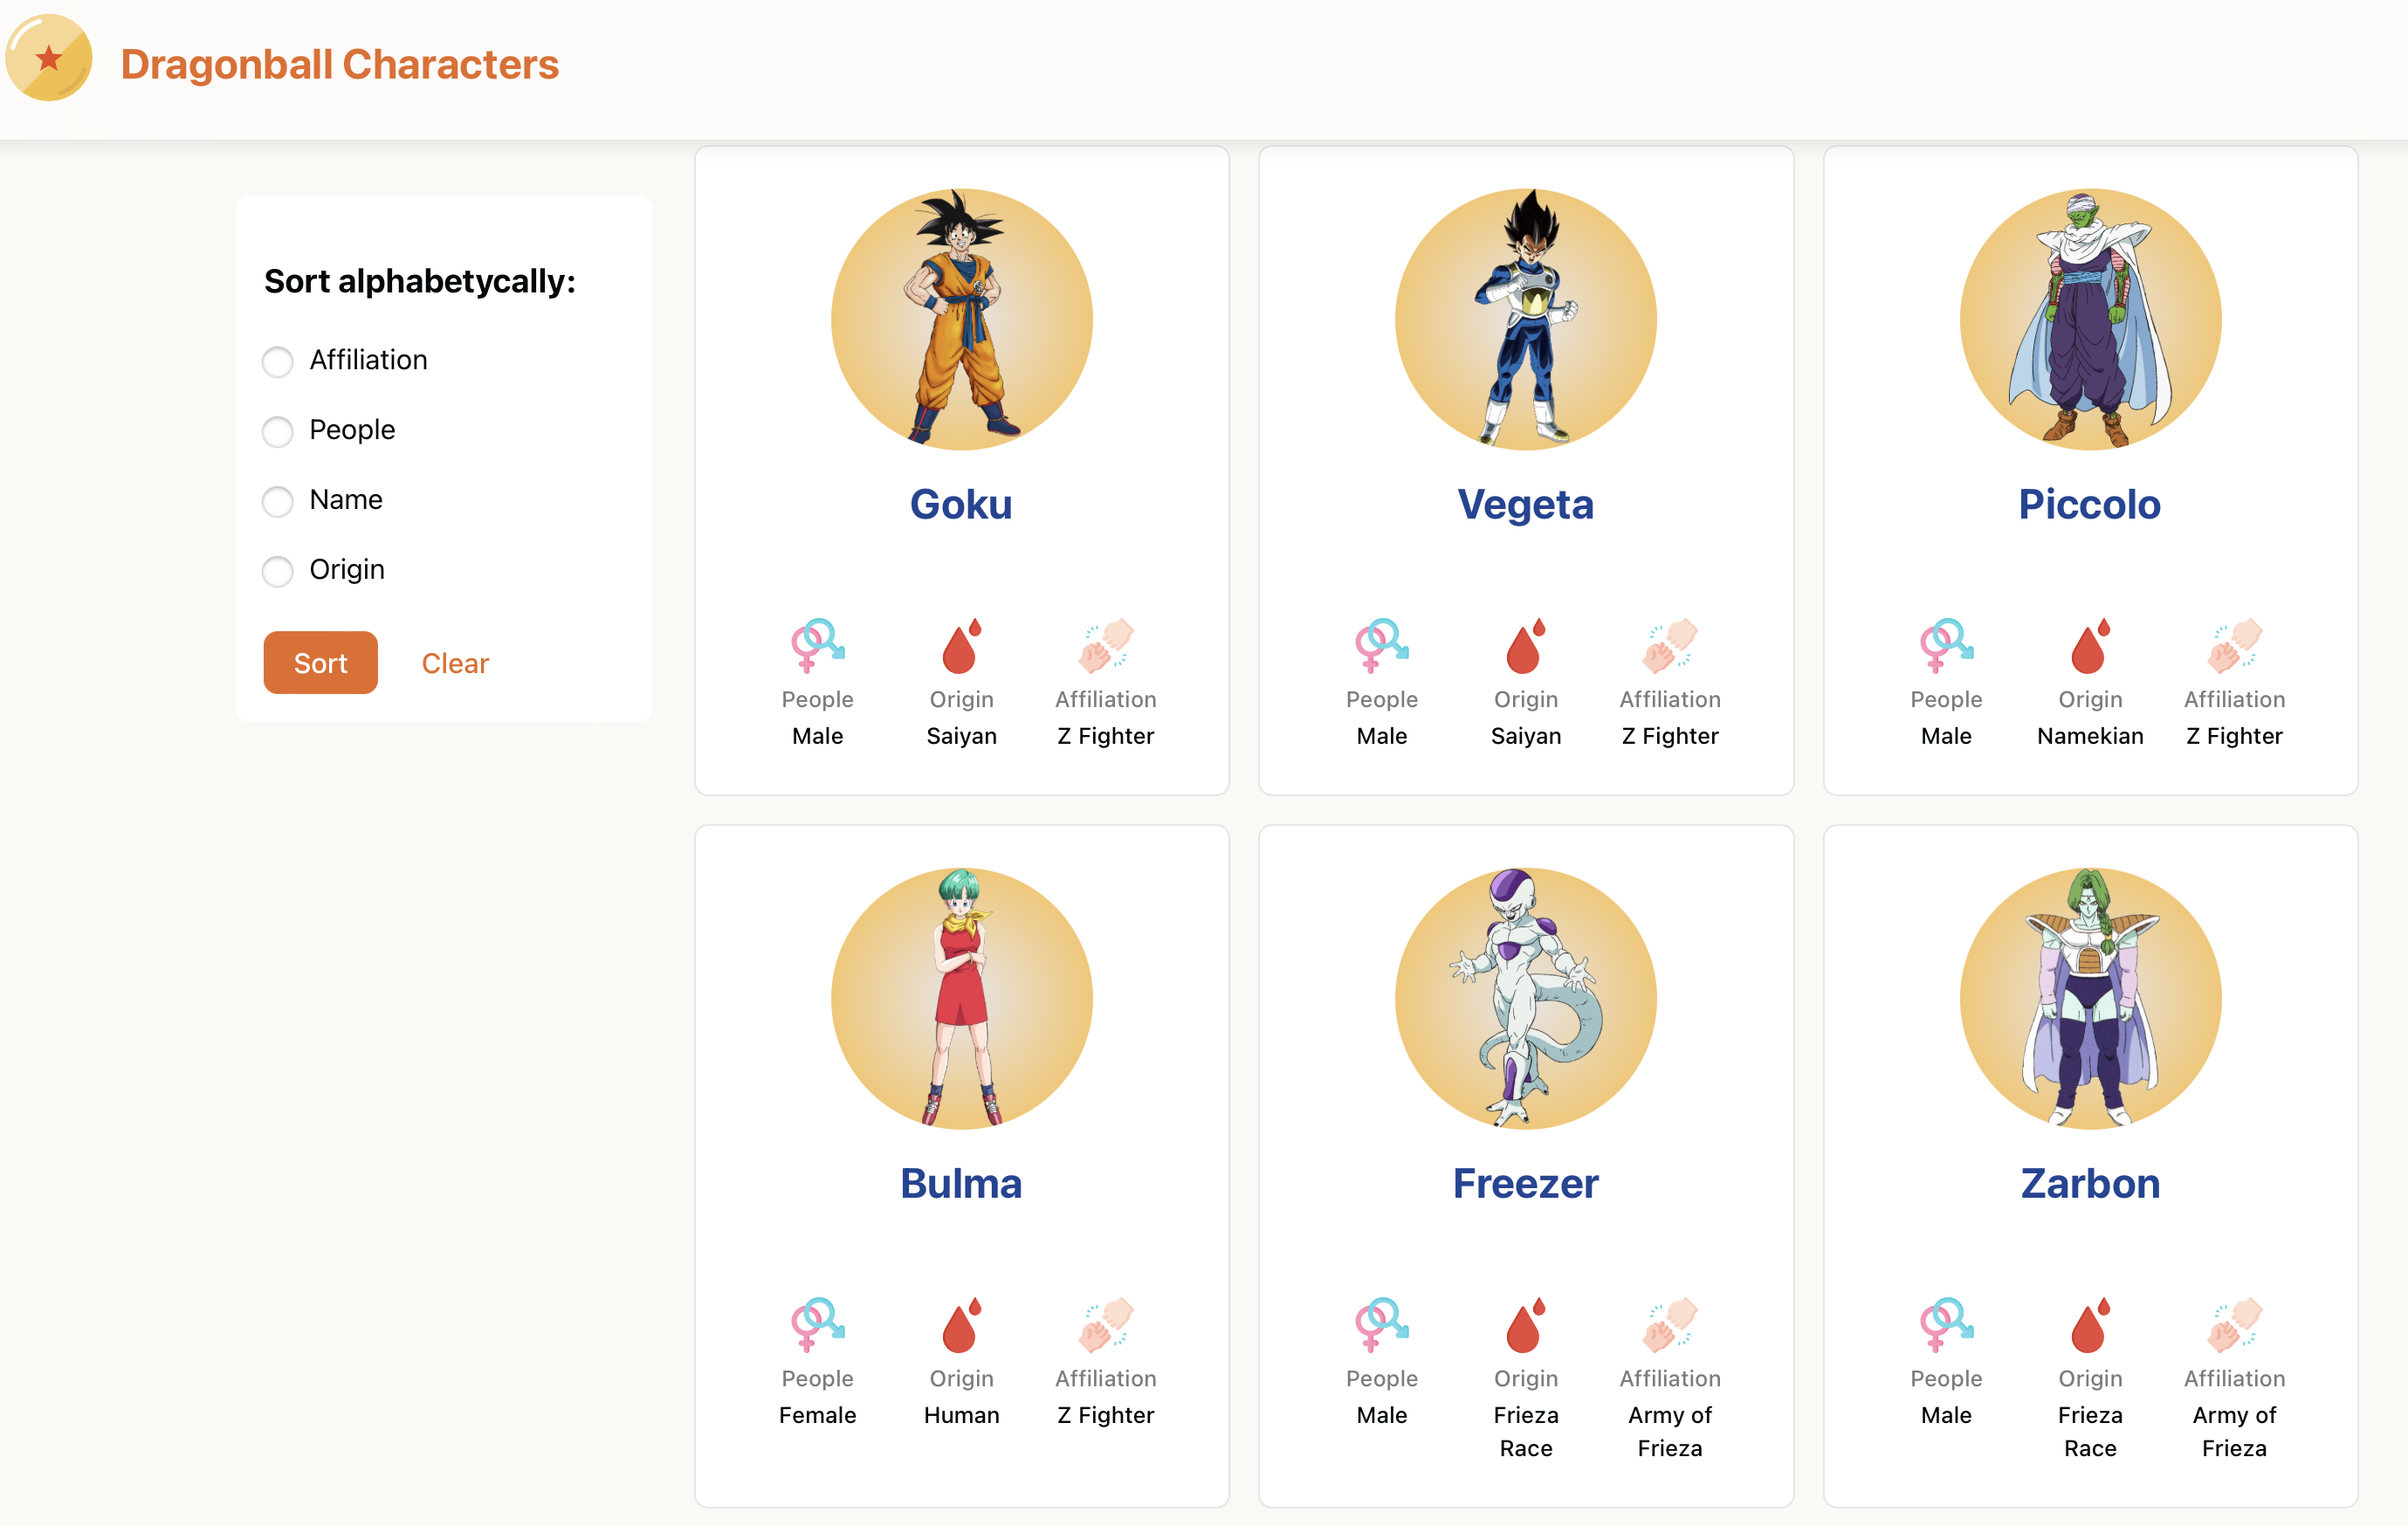 Dragonball Characters
Sort alphabetycally:
Affiliation
People
Name
Origin
Sort Clear
Goku
People Origin Affiliation
Male Saiyan Z Fighter
Vegeta
People Origin Affiliation
Male Saiyan Z Fighter
Piccolo
People Origin Affiliation
Male Namekian Z Fighter
Bulma
People Origin Affiliation
Female Human Z Fighter
Freezer
People Origin Affiliation
Male Frieza Army of
Race Frieza
Zarbon
People Origin Affiliation
Male Frieza Army of
Race Frieza